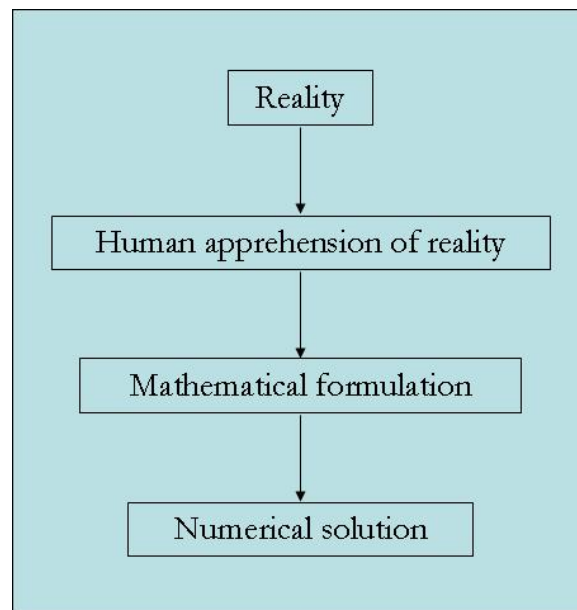 Reality
Human apprehension of reality
Mathematical formulation
Numerical solution